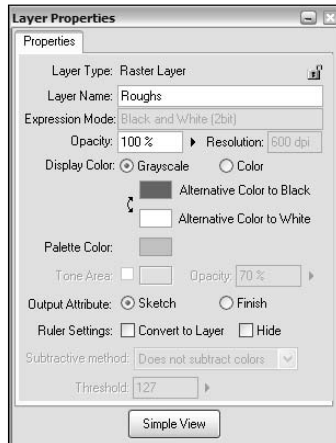 Layer Properties
Properties
Layer Type: Raster Layer
Layer Name: Roughs
Expression Mode: Black and White (2bit)
Opacity: 100 % Resolution: 600 dpi
Display Color: Grayscale Color
Alternative Color to Black
Alternative Color to White
Palette Color:
Tone Area: Opacity: 70 %
Output Attribute: Sketch Finish
Ruler Settings: Convert to Layer Hide
Subtractive method: Does not subtract colors
Threshold: 127
Simple View